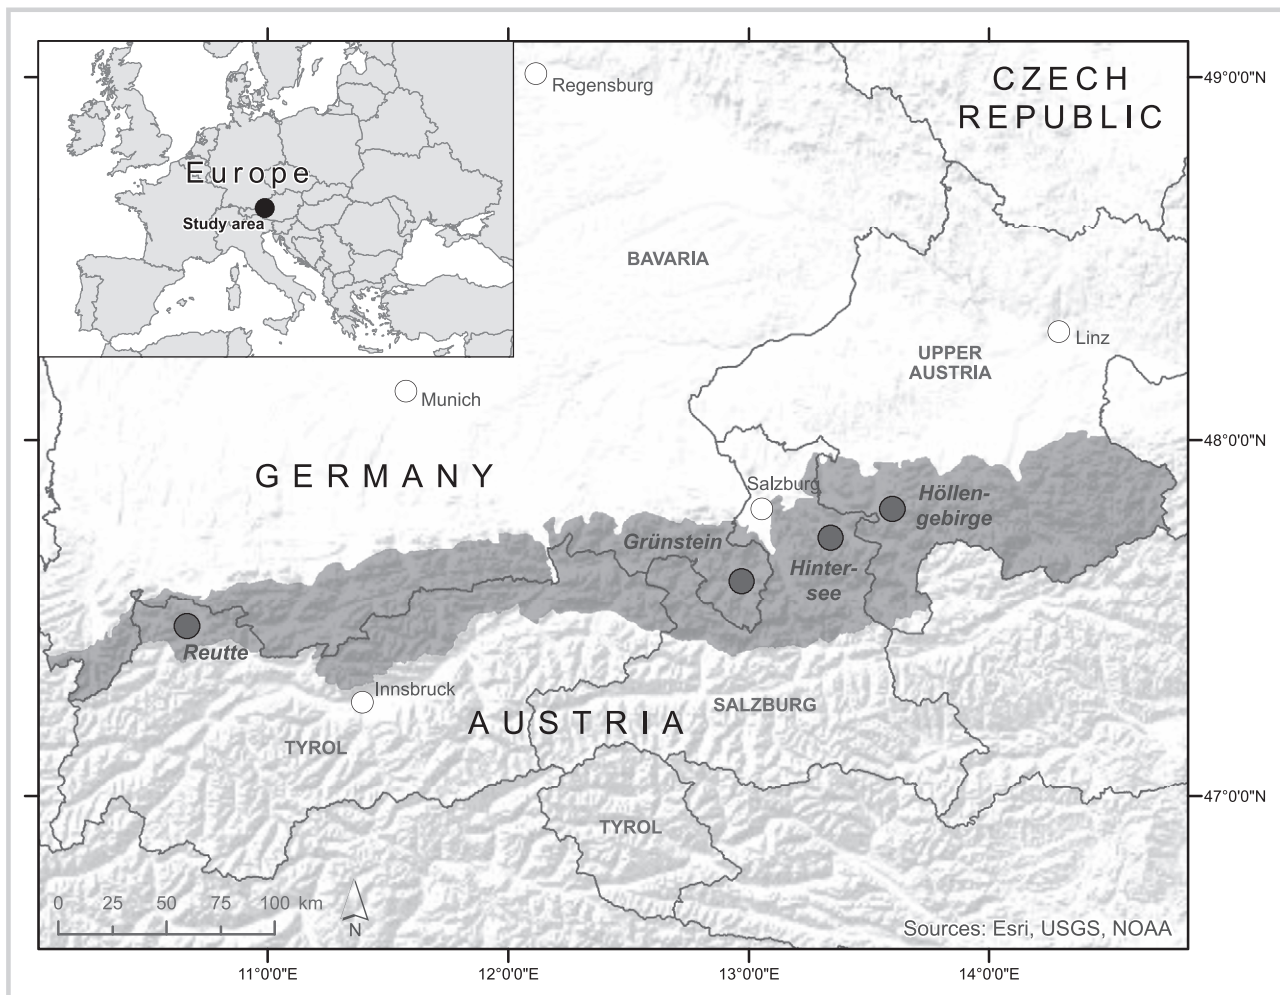 Regensburg
CZECH
REPUBLIC
49°0'0"N
Europe
Study area
BAVARIA
Linz
UPPER
AUSTRIA
Munich
48°0'0"N
GERMANY
Salzburg
Höllen-
gebirge
Grünstein
Hinter-
see
Reutte
Innsbruck
SALZBURG
AUSTRIA
TYROL
47°0'0"N
TYROL
0 25 50 75 100 km
N
Sources: Esri, USGS, NOAA
11°0'0"E 12°0'0"E 13°0'0"E 14°0'0"E